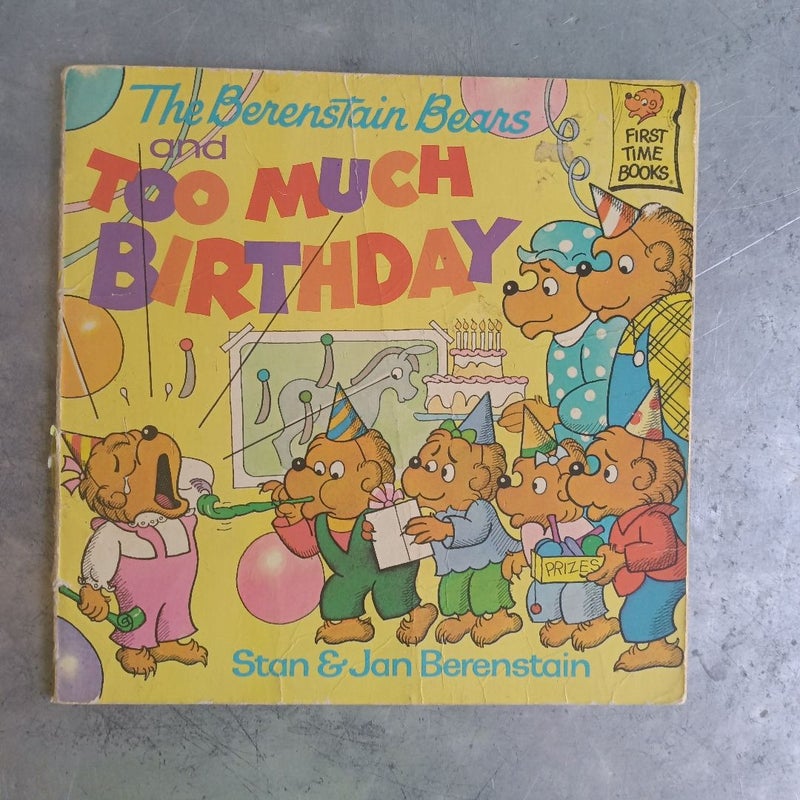 The Berenstain Bears
and
TOO MUCH
BIRTHDAY
FIRST
TIME
BOOKS
PRIZES
Stan & Jan Berenstain